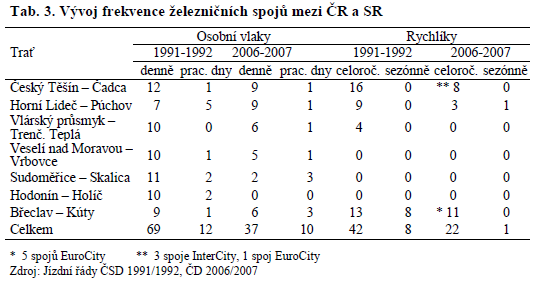 Tab. 3. Vývoj frekvence železničních spojů mezi ČR a SR
Osobní vlaky Rychlíky
Trať 1991-1992 2006-2007 1991-1992 2006-2007
denně prac. dny denně prac. dny celoroč. sezónně celoroč. sezónně
Český Těšín – Čadca 12 1 9 1 16 0 ** 8 0
Horní Lideč – Púchov 7 5 9 1 9 0 3 1
Vlárský průsmyk –
Trenč. Teplá 10 0 6 1 4 0 0 0
Veselí nad Moravou –
Vrbovce 10 1 5 1 0 0 0 0
Sudoměřice – Skalica 11 2 2 3 0 0 0 0
Hodonín – Holíč 10 2 0 0 0 0 0 0
Břeclav – Kúty 9 1 6 3 13 8 * 11 0
Celkem 69 12 37 10 42 8 22 1
* 5 spojů EuroCity ** 3 spoje InterCity, 1 spoj EuroCity
Zdroj: Jízdní řády ČSD 1991/1992, ČD 2006/2007